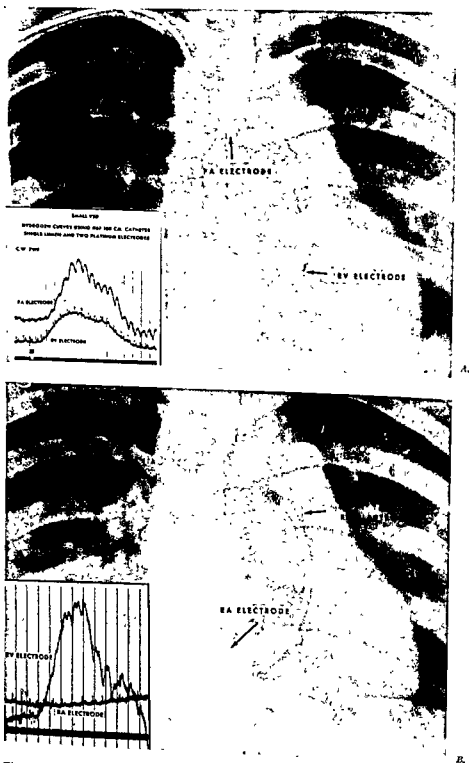 PA ELECTRODE
SMALL VSD
HYDROGEN CURVES USING
CATHETER
SINGLE LUMEN AND TWO PLATINUM ELECTRODES
RV ELECTRODE
PA ELECTRODE
RV ELECTRODE
A.
RA ELECTRODE
RV ELECTRODE
RA ELECTRODE
B.